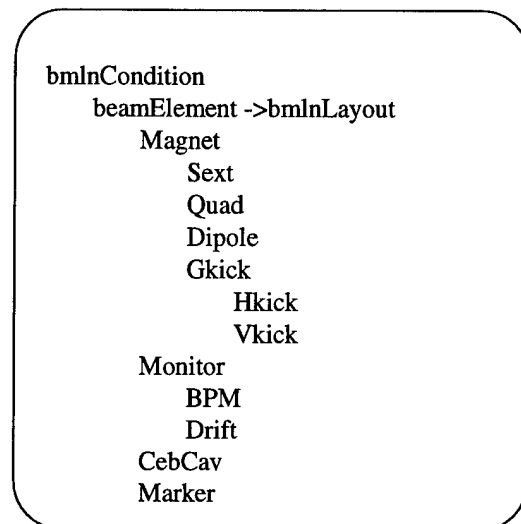 bmlnCondition
beamElement ->bmlnLayout
Magnet
Sext
Quad
Dipole
Gkick
Hkick
Vkick
Monitor
BPM
Drift
CebCav
Marker